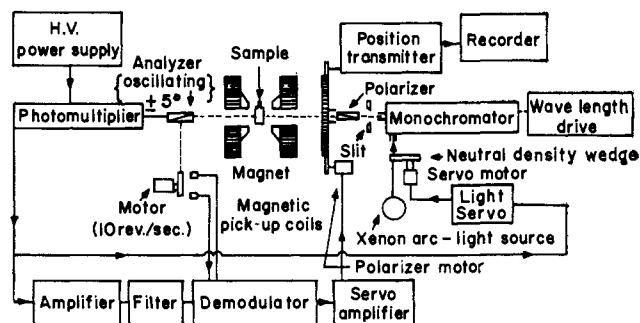 H.V.
power supply
Analyzer
(oscillating)
± 5°
Photomultiplier
Sample
Magnet
Motor
(10 rev./sec.)
Magnetic
pick-up coils
Position
transmitter
Recorder
Polarizer
Slit
Monochromator
Wave length
drive
Neutral density wedge
Servo motor
Light
Servo
Xenon arc-light source
Polarizer motor
Amplifier
Filter
Demodulator
Servo
amplifier